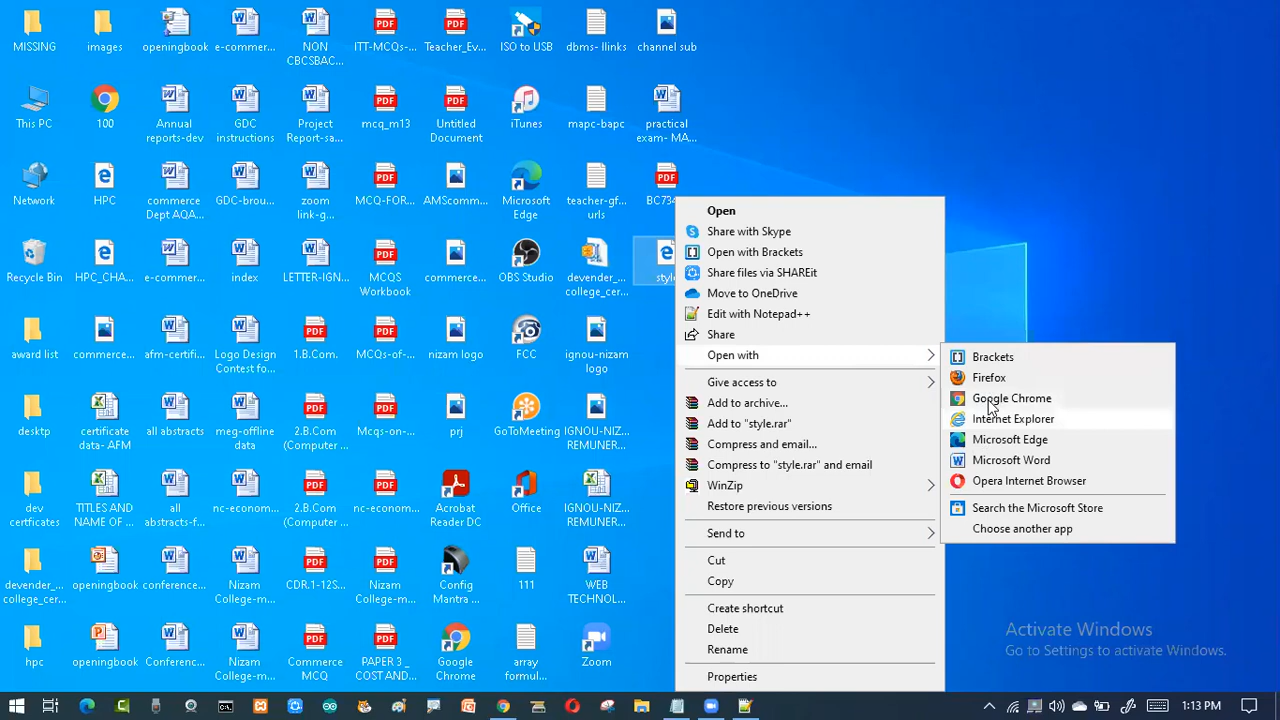 MISSING
images
openingbook
e-commer...
NON
CBCSBAC...
ITT-MCQs-...
Teacher_Ev...
ISO to USB
dbms- llinks
channel sub
This PC
100
Annual
reports-dev
GDC
instructions
Project
Report-sa...
mcq_m13
Untitled
Document
iTunes
mapc-bapc
practical
exam- MA...
Network
HPC
commerce
Dept AQA...
GDC-brou...
zoom
link-g...
MCQ-FOR...
AMScomm...
Microsoft
Edge
teacher-gf...
urls
BC734
Recycle Bin
HPC_CHA...
e-commer...
index
LETTER-IGN...
MCQS
Workbook
commerce...
OBS Studio
devender_...
college_cer...
style
award list
commerce...
afm-certifi...
Logo Design
Contest fo...
1.B.Com.
MCQs-of-...
nizam logo
FCC
ignou-nizam
logo
desktp
certificate
data- AFM
all abstracts
meg-offline
data
2.B.Com
(Computer ...
Mcqs-on-...
prj
GoToMeeting
IGNOU-NIZ...
REMUNER...
dev
certficates
TITLES AND
NAME OF ...
all
abstracts-f...
nc-econom...
2.B.Com
(Computer ...
nc-econom...
Acrobat
Reader DC
Office
IGNOU-NIZ...
REMUNER...
devender_...
college_cer...
openingbook
conference...
Nizam
College-m...
CDR.1-12S...
Nizam
College-m...
Config
Mantra ...
111
WEB
TECHNOL...
hpc
openingbook
Conferenc...
Nizam
College-m...
Commerce
MCQ
PAPER 3 _
COST AND...
Google
Chrome
array
formul...
Zoom
Open
Share with Skype
Open with Brackets
Share files via SHAREit
Move to OneDrive
Edit with Notepad++
Share
Open with
Give access to
Add to archive...
Add to "style.rar"
Compress and email...
Compress to "style.rar" and email
WinZip
Restore previous versions
Send to
Cut
Copy
Create shortcut
Delete
Rename
Properties
Brackets
Firefox
Google Chrome
Internet Explorer
Microsoft Edge
Microsoft Word
Opera Internet Browser
Search the Microsoft Store
Choose another app
Activate Windows
Go to Settings to activate Windows.
1:13 PM